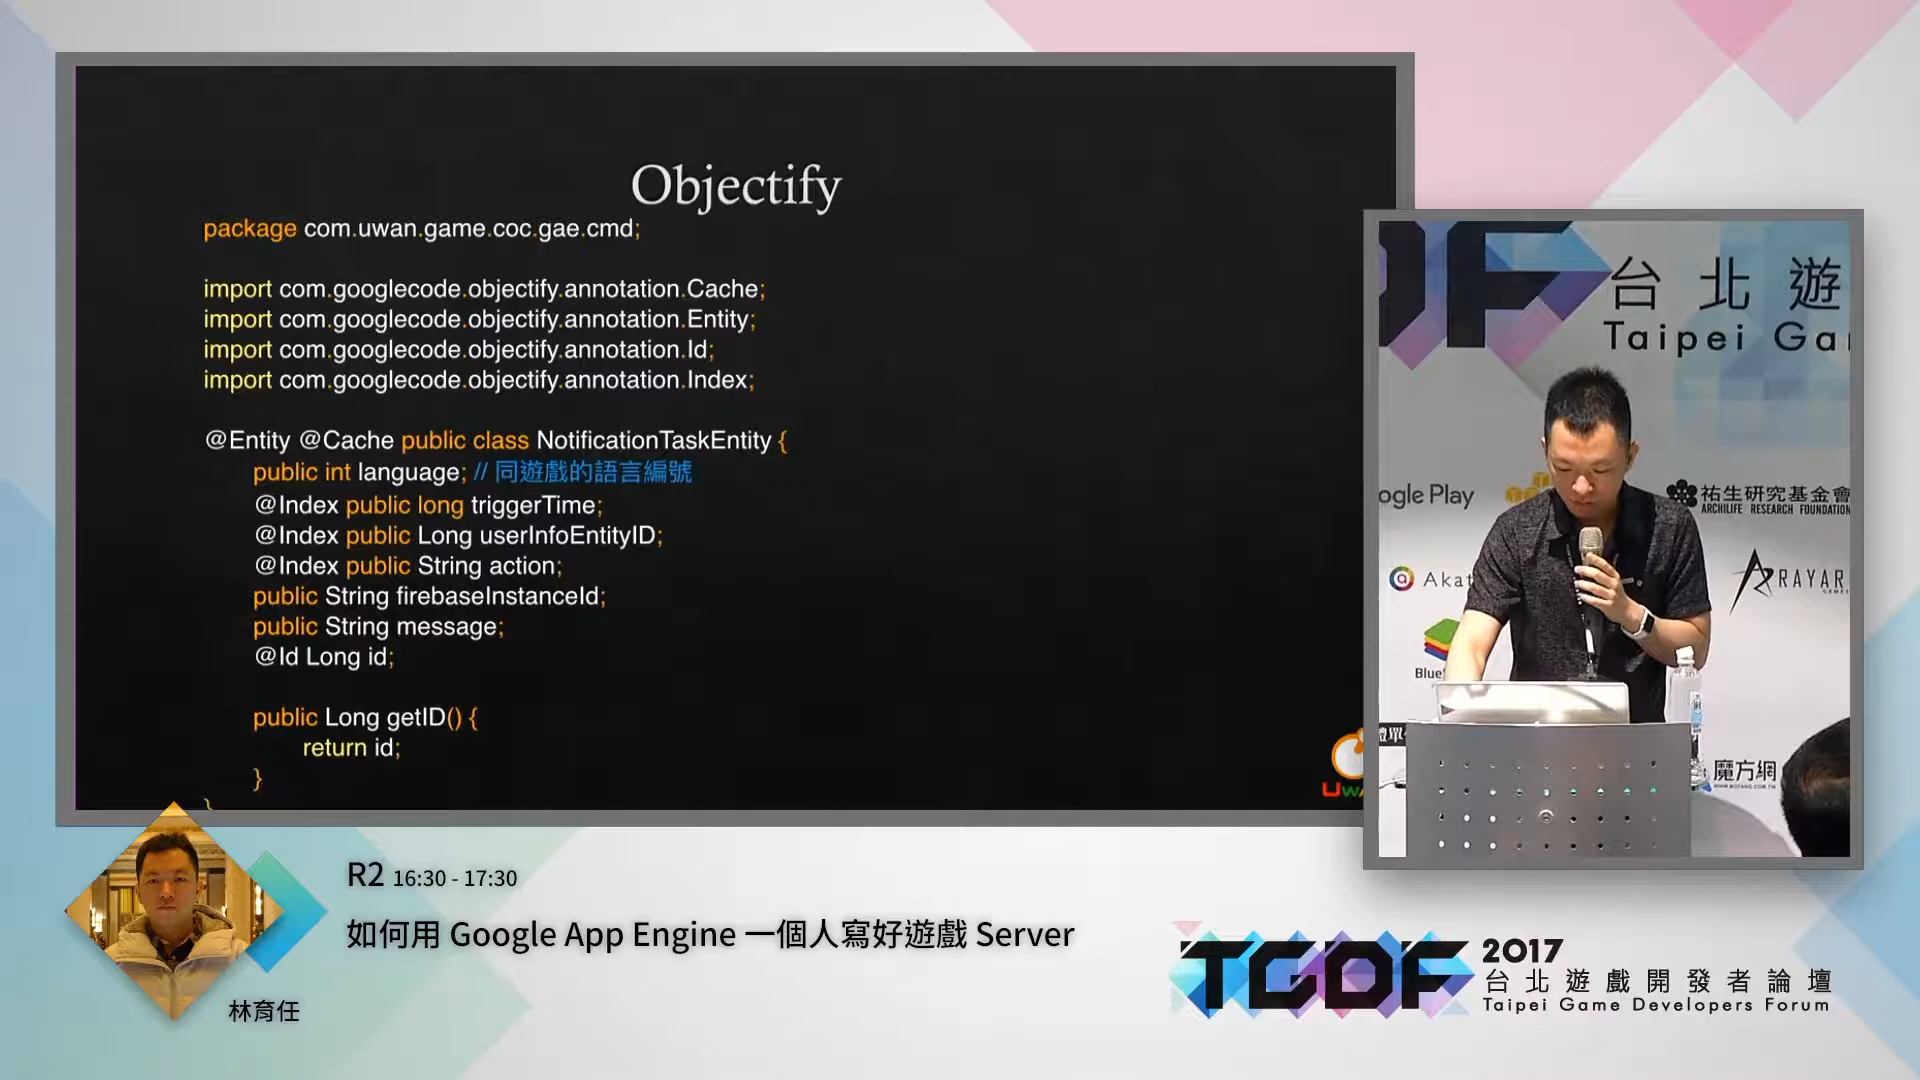 Objectify
package com.uwan.game.coc.gae.cmd;
import com.googlecode.objectify.annotation.Cache;
import com.googlecode.objectify.annotation.Entity;
import com.googlecode.objectify.annotation.Id;
import com.googlecode.objectify.annotation.Index;
@Entity @Cache public class NotificationTaskEntity {
public int language; // 同遊戲的語言編號
@Index public long triggerTime;
@Index public Long userInfoEntityID;
@Index public String action;
public String firebaseInstanceId;
public String message;
@Id Long id;
public Long getID() {
return id;
}
}
台北遊
Taipei Ga
ogle Play
祐生研究基金會
ARCHILIFE RESEARCH FOUNDATION
Akat
RAYAR
Blue
魔方網
R2 16:30 - 17:30
如何用 Google App Engine 一個人寫好遊戲 Server
林育任
TGDF 2017
台北遊戲開發者論壇
Taipei Game Developers Forum